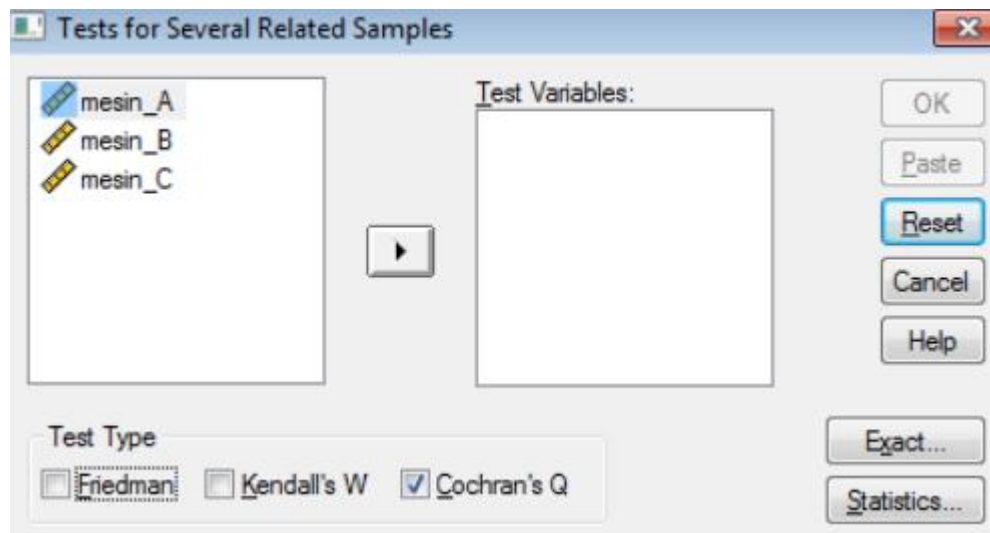 Tests for Several Related Samples
mesin_A
mesin_B
mesin_C
Test Variables:
OK
Paste
Reset
Cancel
Help
Test Type
Friedman
Kendall's W
Cochran's Q
Exact...
Statistics...